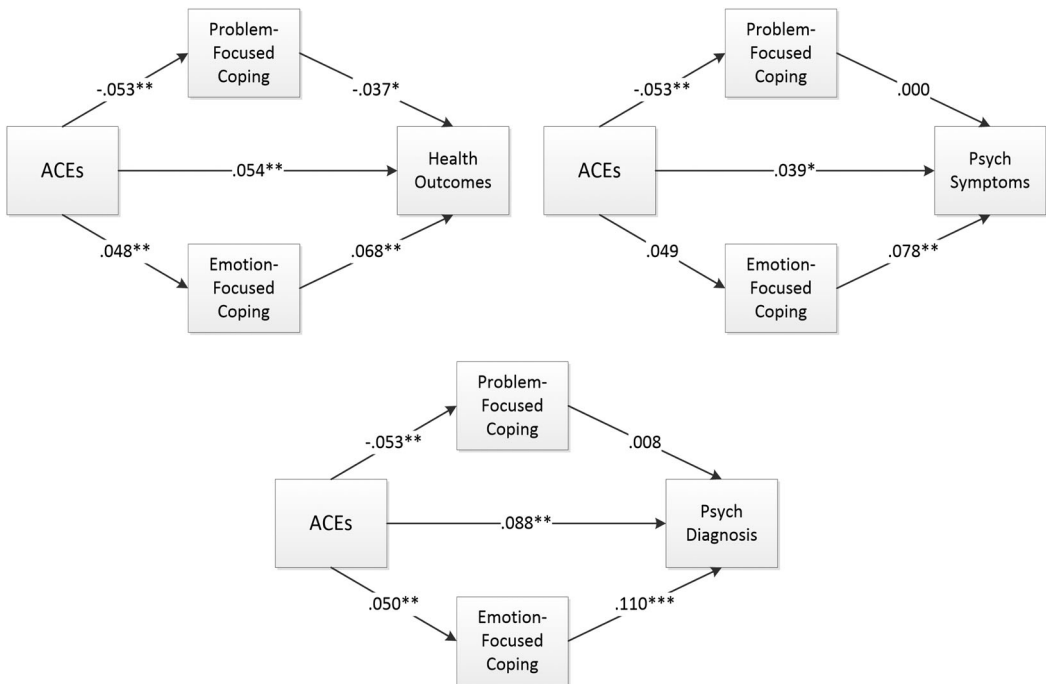 Problem-
Focused
Coping
-.053**
-.037*
ACEs
.054**
Health
Outcomes
.048**
.068**
Emotion-
Focused
Coping
Problem-
Focused
Coping
-.053**
.000
ACEs
.039*
Psych
Symptoms
.049
.078**
Emotion-
Focused
Coping
Problem-
Focused
Coping
-.053**
.008
ACEs
.088**
Psych
Diagnosis
.050**
.110***
Emotion-
Focused
Coping